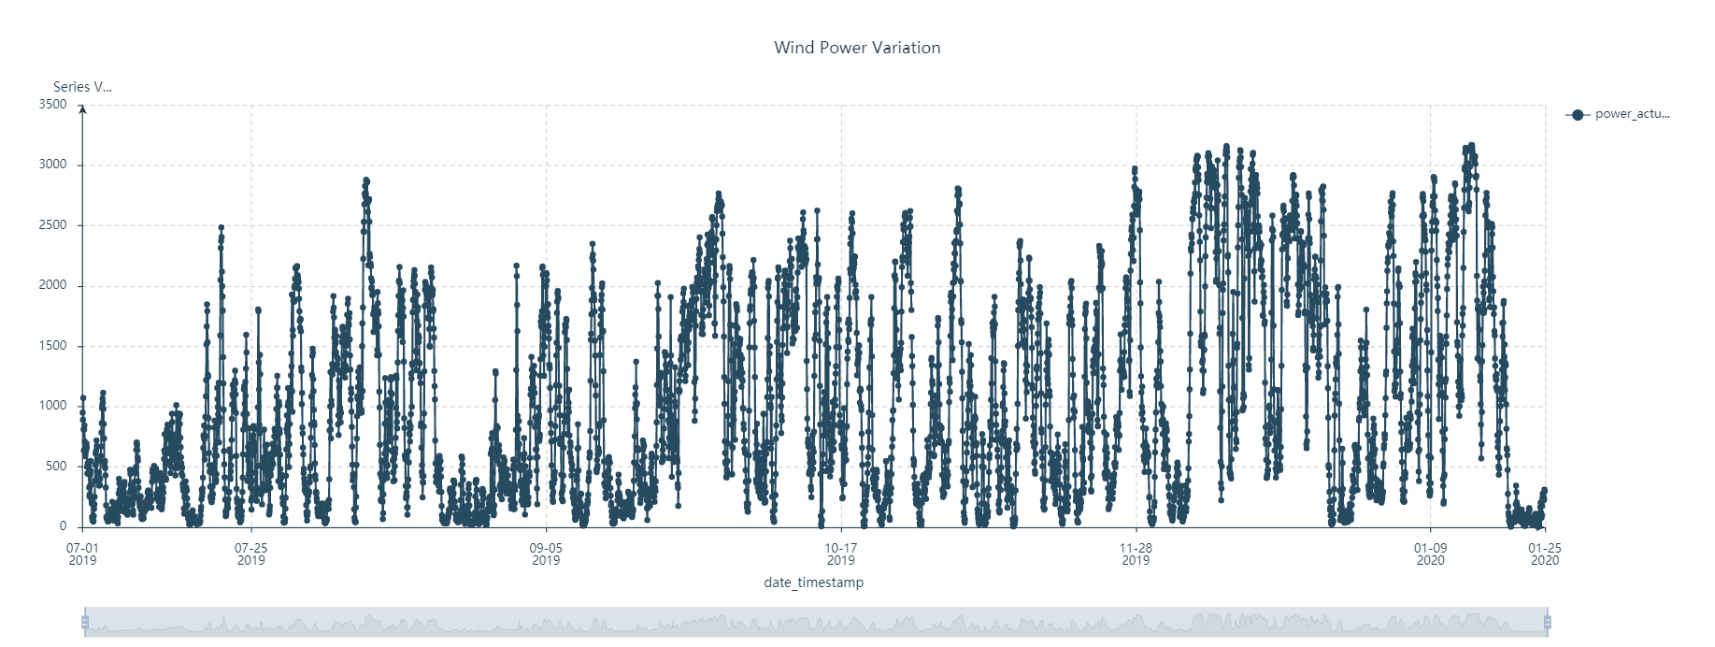 Wind Power Variation
Series V...
3500
3000
2500
2000
1500
1000
500
0
power_actu...
07-01 07-25 09-05 10-17 11-28 01-09 01-25
2019 2019 2019 2019 2019 2020 2020
date_timestamp